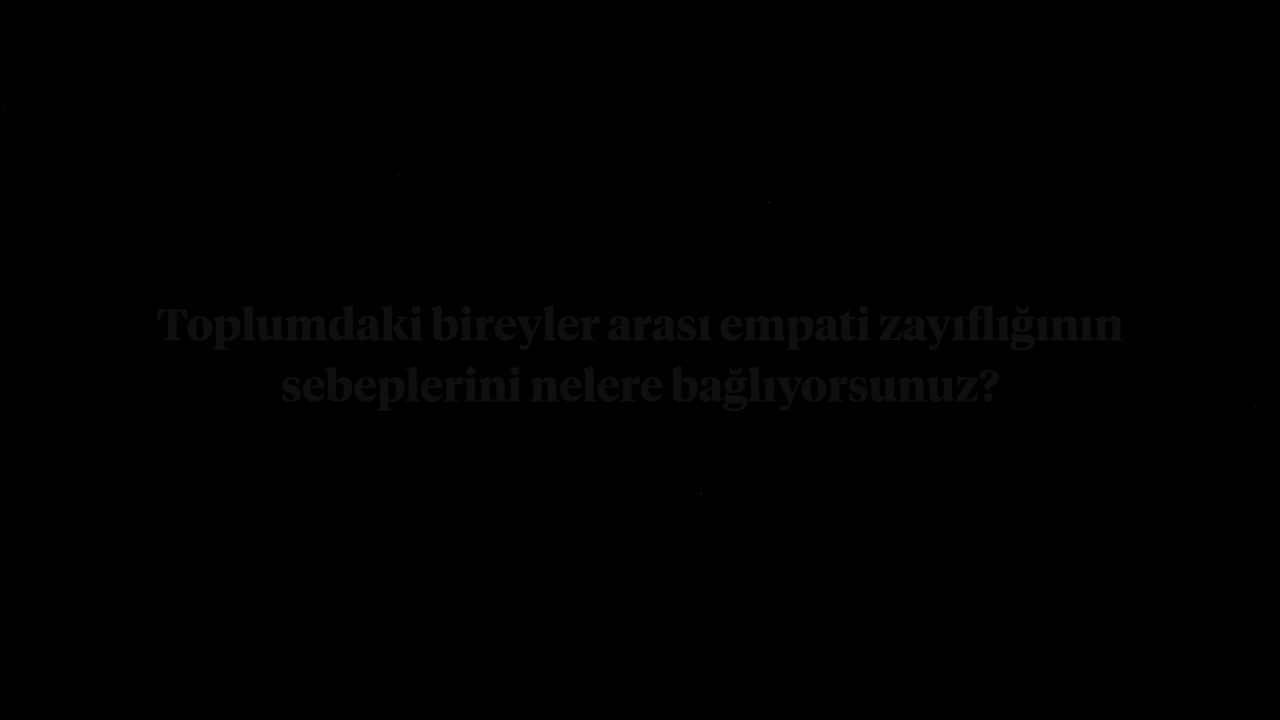 Toplumdaki bireyler arası empati zayıflığının
sebeplerini nelere bağlıyorsunuz?